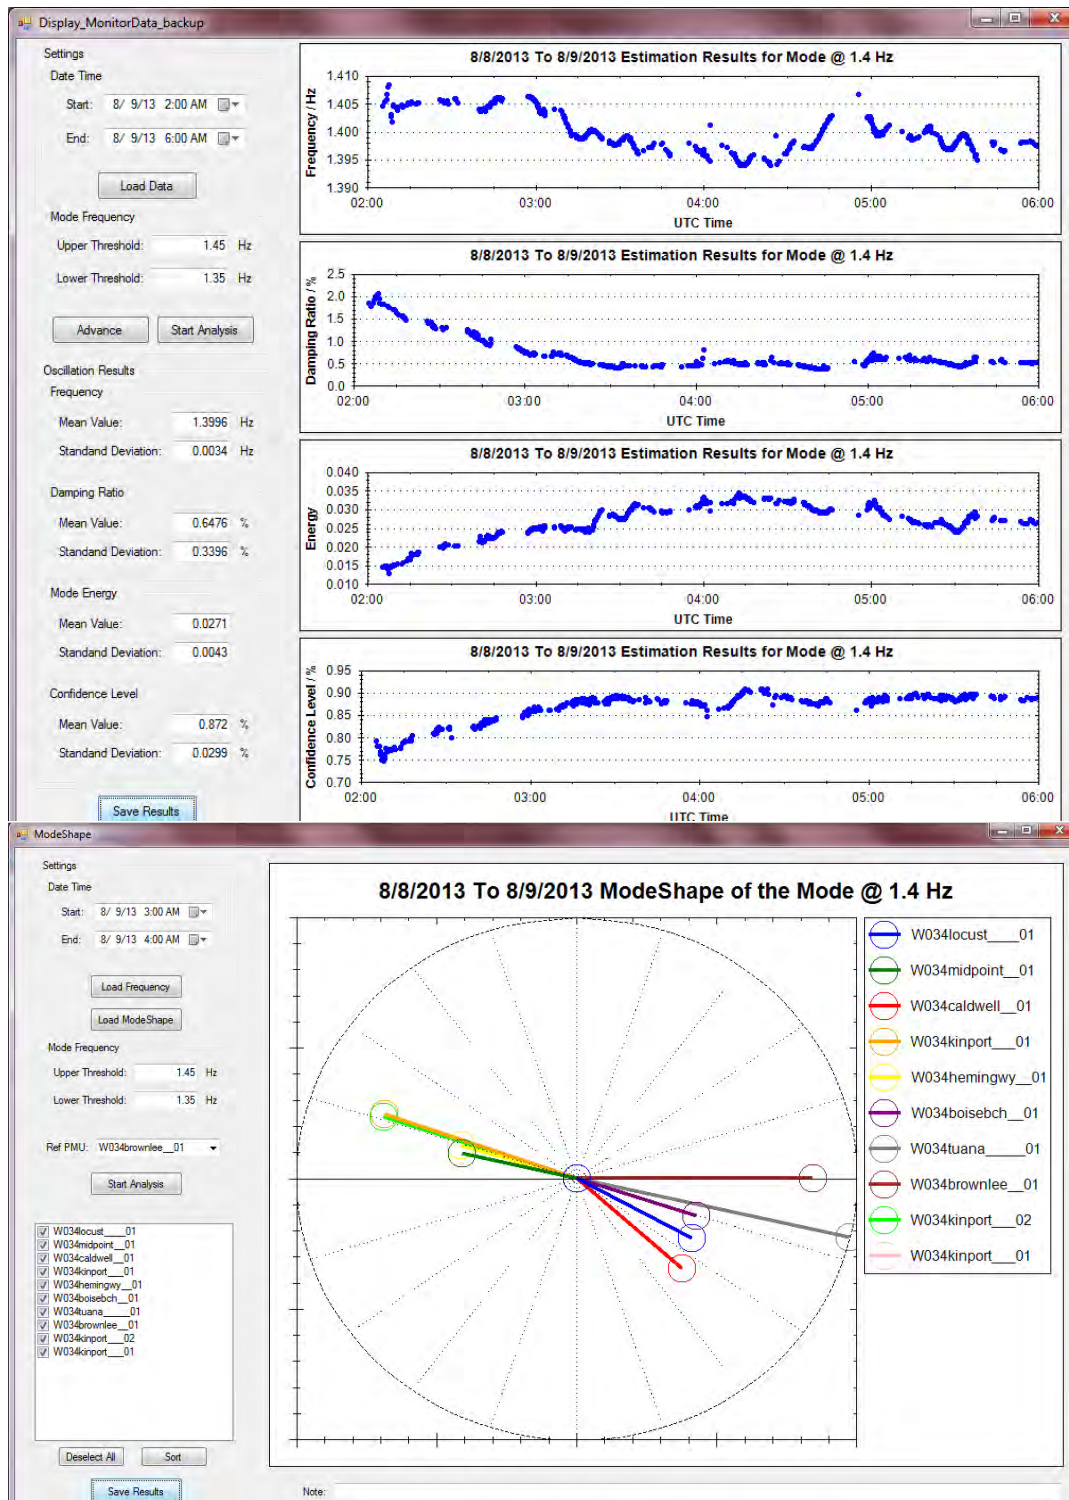 Display_MonitorData_backup
Settings
Date Time
Start: 8/ 9/13 2:00 AM
End: 8/ 9/13 6:00 AM
Load Data
Mode Frequency
Upper Threshold: 1.45 Hz
Lower Threshold: 1.35 Hz
Advance Start Analysis
Oscillation Results
Frequency
Mean Value: 1.3996 Hz
Standand Deviation: 0.0034 Hz
Damping Ratio
Mean Value: 0.6476 %
Standand Deviation: 0.3396 %
Mode Energy
Mean Value: 0.0271
Standand Deviation: 0.0043
Confidence Level
Mean Value: 0.872 %
Standand Deviation: 0.0299 %
Save Results
8/8/2013 To 8/9/2013 Estimation Results for Mode @ 1.4 Hz
Frequency / Hz
1.410
1.405
1.400
1.395
1.390
02:00 03:00 04:00 05:00 06:00
UTC Time
8/8/2013 To 8/9/2013 Estimation Results for Mode @ 1.4 Hz
Damping Ratio / %
2.5
2.0
1.5
1.0
0.5
0.0
02:00 03:00 04:00 05:00 06:00
UTC Time
8/8/2013 To 8/9/2013 Estimation Results for Mode @ 1.4 Hz
Energy
0.040
0.035
0.030
0.025
0.020
0.015
0.010
02:00 03:00 04:00 05:00 06:00
UTC Time
8/8/2013 To 8/9/2013 Estimation Results for Mode @ 1.4 Hz
Confidence Level / %
0.95
0.90
0.85
0.80
0.75
0.70
02:00 03:00 04:00 05:00 06:00
UTC Time
ModeShape
Settings
Date Time
Start: 8/ 9/13 3:00 AM
End: 8/ 9/13 4:00 AM
Load Frequency
Load ModeShape
Mode Frequency
Upper Threshold: 1.45 Hz
Lower Threshold: 1.35 Hz
Ref PMU: W034brownlee__01
Start Analysis
W034locust____01
W034midpoint__01
W034caldwell__01
W034kinport___01
W034hemingwy__01
W034boisebch__01
W034tuana_____01
W034brownlee__01
W034kinport___02
W034kinport___01
Deselect All Sort
Save Results
8/8/2013 To 8/9/2013 ModeShape of the Mode @ 1.4 Hz
W034locust____01
W034midpoint__01
W034caldwell__01
W034kinport___01
W034hemingwy__01
W034boisebch__01
W034tuana_____01
W034brownlee__01
W034kinport___02
W034kinport___01
Note: